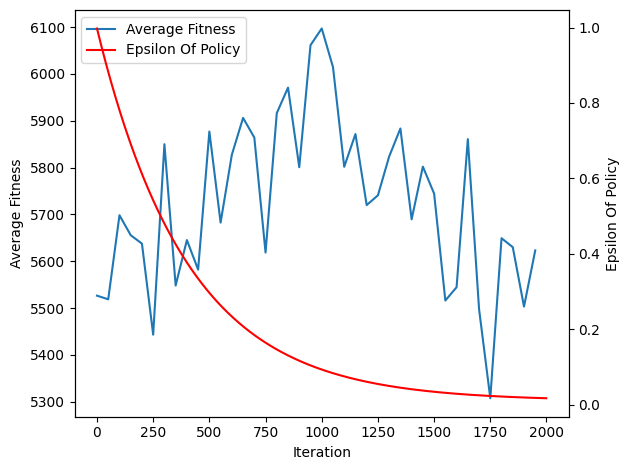 Average Fitness
Epsilon Of Policy
6100
6000
5900
5800
5700
5600
5500
5400
5300
Average Fitness
1.0
0.8
0.6
0.4
0.2
0.0
Epsilon Of Policy
0 250 500 750 1000 1250 1500 1750 2000
Iteration